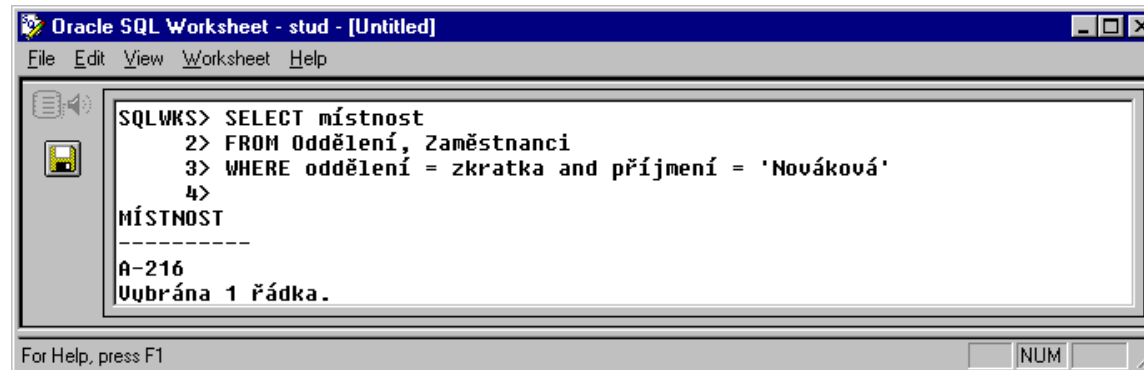 Oracle SQL Worksheet - stud - [Untitled]
File Edit View Worksheet Help
SQLWKS> SELECT místnost
2> FROM Oddělení, Zaměstnanci
3> WHERE oddělení = zkratka and příjmení = 'Nováková'
4>
MÍSTNOST
----------
A-216
Vybrána 1 řádka.
For Help, press F1 NUM